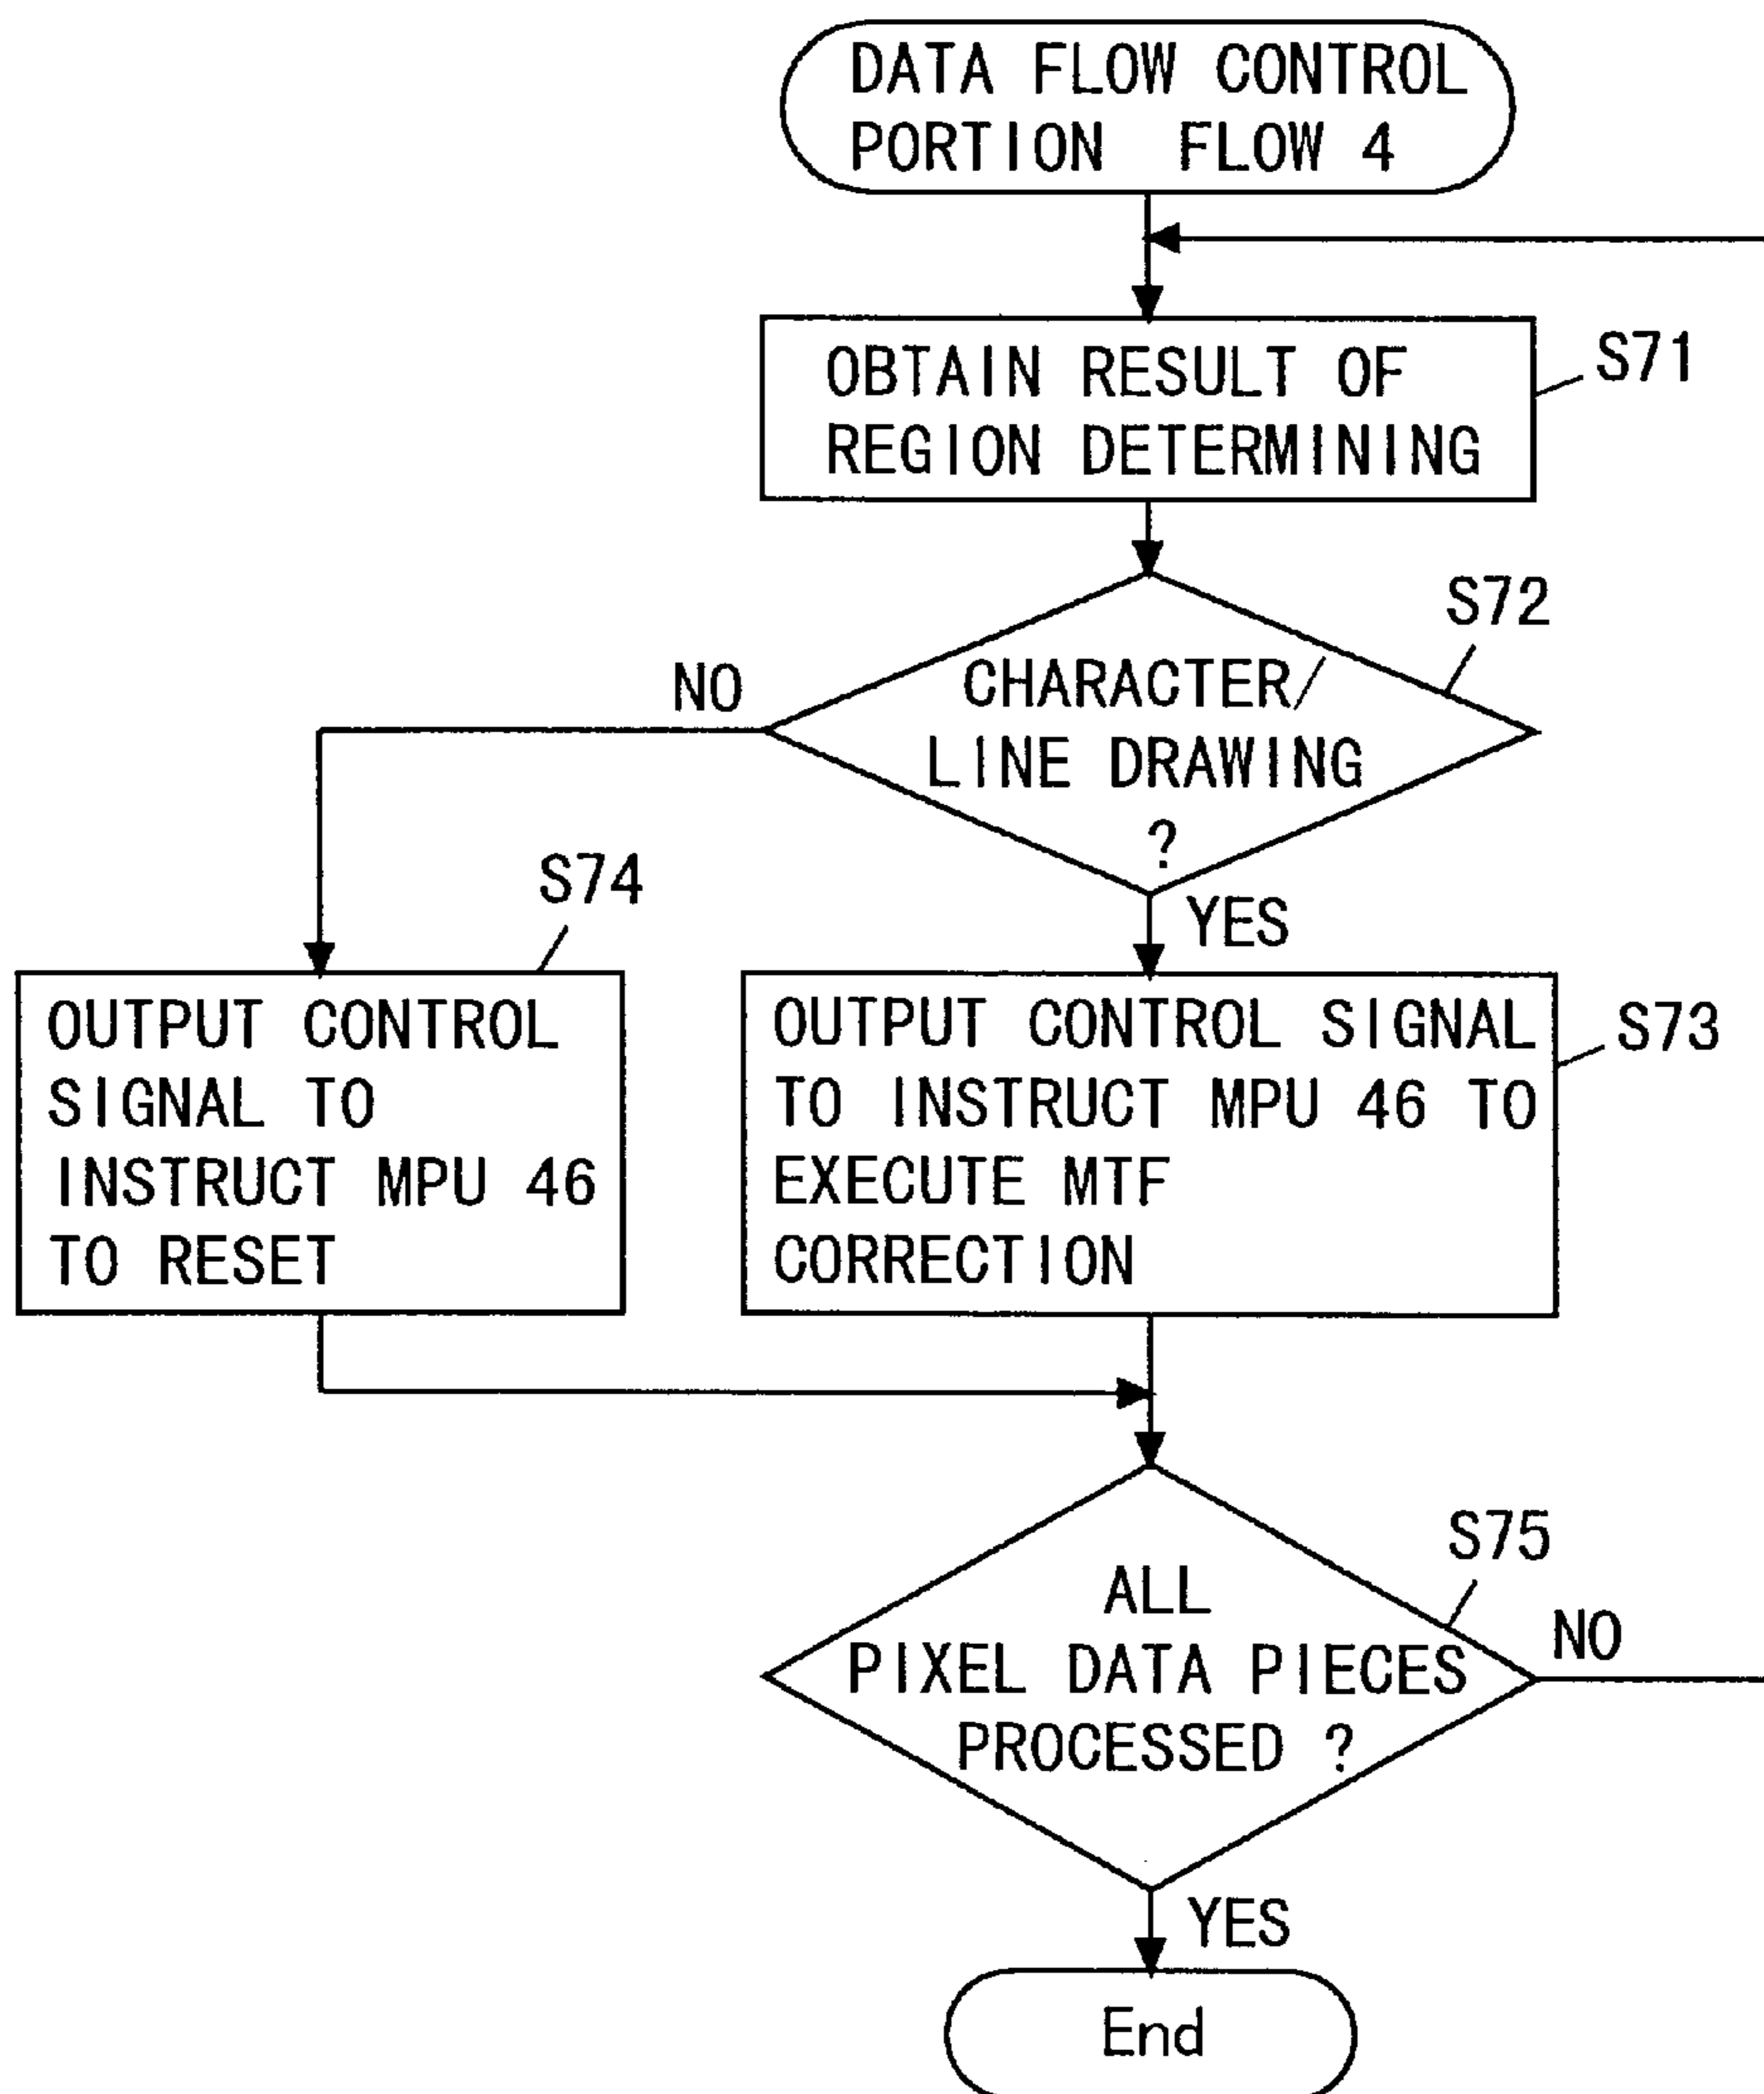 DATA FLOW CONTROL
PORTION FLOW 4
OBTAIN RESULT OF
REGION DETERMINING
S71
S72
CHARACTER/
LINE DRAWING
?
NO
YES
S74
OUTPUT CONTROL
SIGNAL TO
INSTRUCT MPU 46
TO RESET
OUTPUT CONTROL SIGNAL
TO INSTRUCT MPU 46 TO
EXECUTE MTF
CORRECTION
S73
S75
ALL
PIXEL DATA PIECES
PROCESSED ?
NO
YES
End